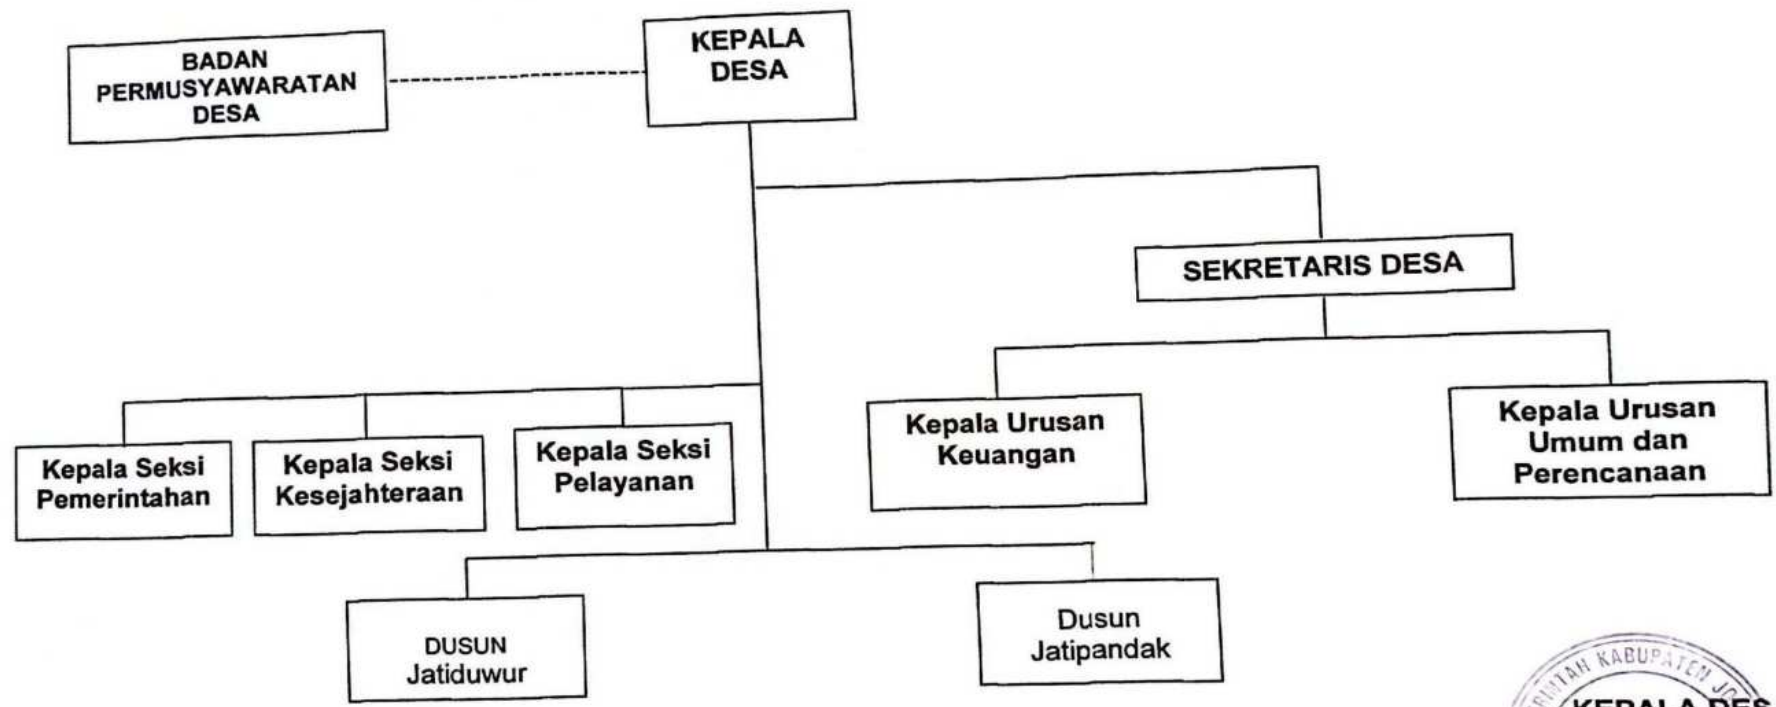 BADAN
PERMUSYAWARATAN
DESA
KEPALA
DESA
SEKRETARIS DESA
Kepala Seksi
Pemerintahan
Kepala Seksi
Kesejahteraan
Kepala Seksi
Pelayanan
Kepala Urusan
Keuangan
Kepala Urusan
Umum dan
Perencanaan
DUSUN
Jatiduwur
Dusun
Jatipandak
KABUPATEN
KEPALA DES